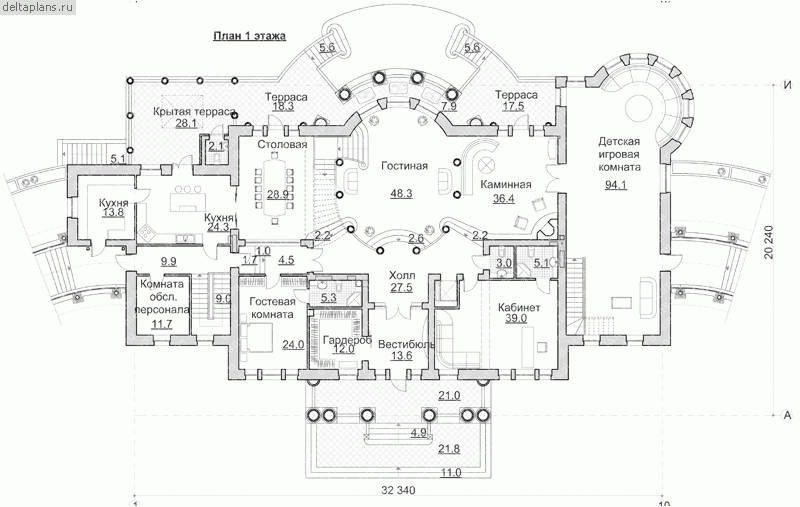 deltaplans.ru
План 1 этажа
5.6
5.6
Терраса
18.3
7.9
Терраса
17.5
И
Крытая терраса
28.1
2.1
Столовая
28.9
Гостиная
48.3
Каминная
36.4
Детская
игровая
комната
94.1
5.1
Кухня
13.8
Кухня
24.3
2.2
2.6
2.2
20 240
9.9
1.7
1.0
4.5
Холл
27.5
3.0
5.1
Комната
обсл.
персонала
11.7
9.0
Гостевая
комната
24.0
5.3
Гардероб
12.0
Вестибюль
13.6
Кабинет
39.0
21.0
А
4.9
21.8
11.0
32 340
1
10